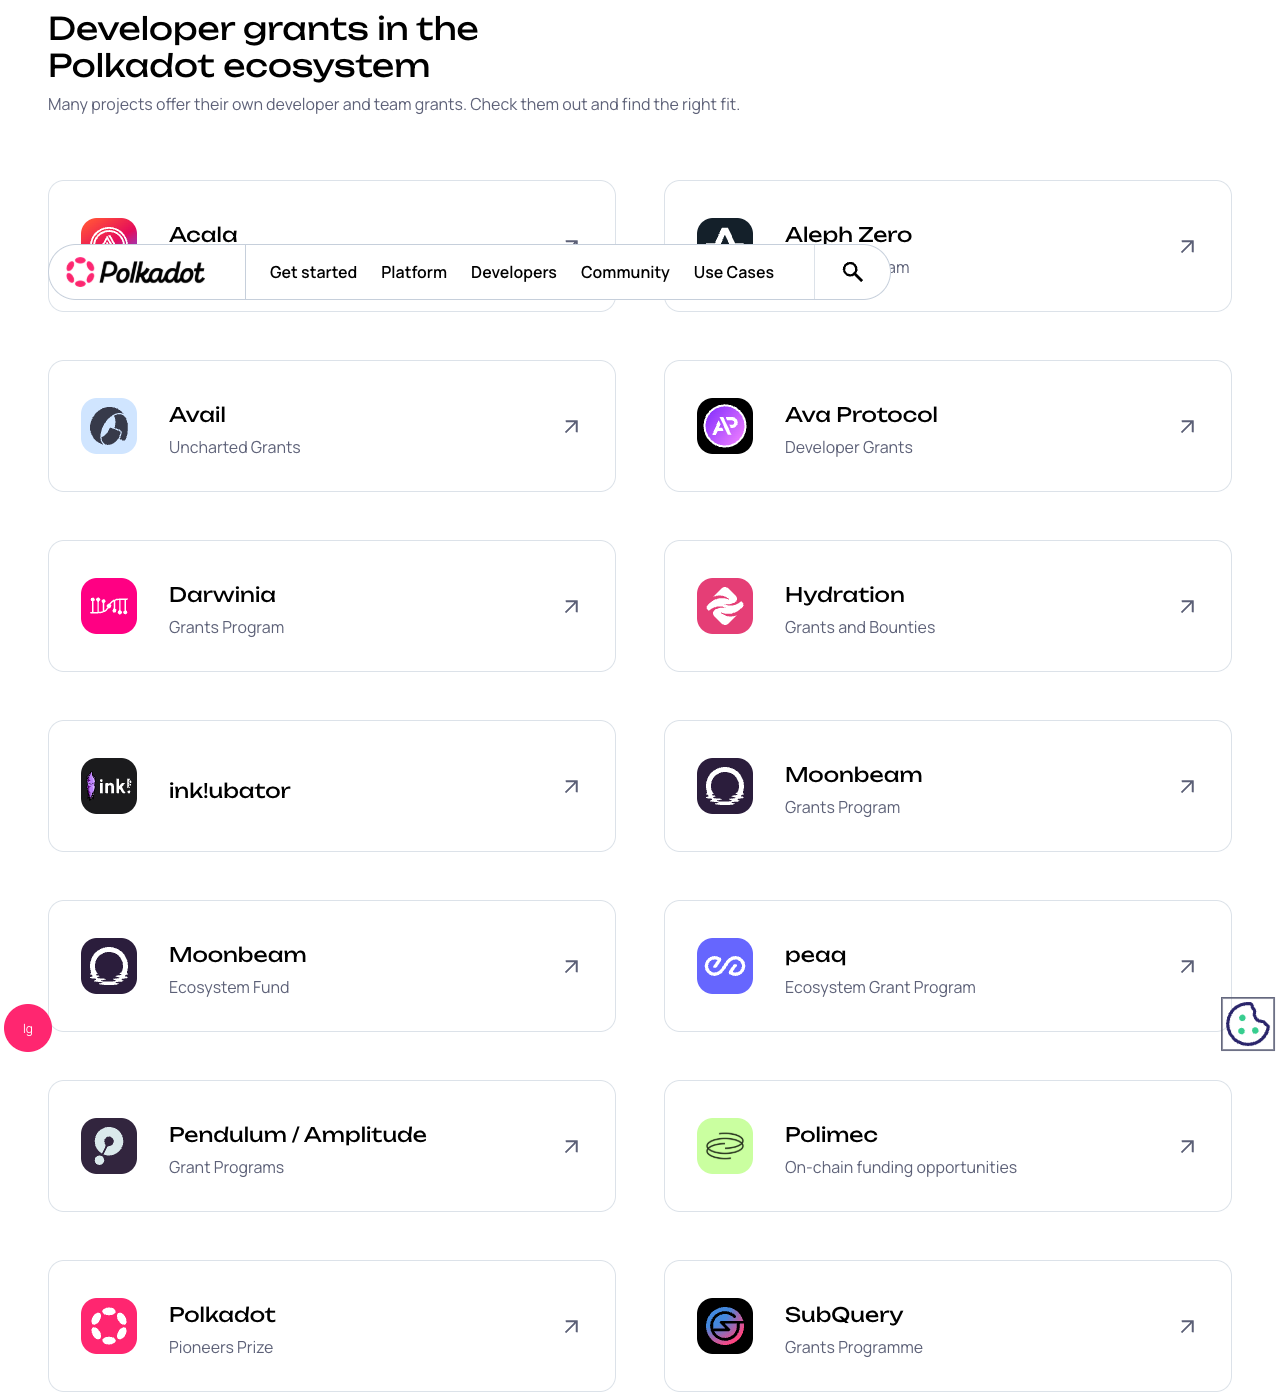 Developer grants in the
Polkadot ecosystem
Many projects offer their own developer and team grants. Check them out and find the right fit.
Acala
Aleph Zero
Polkadot
Get started
Platform
Developers
Community
Use Cases
Avail
Uncharted Grants
AP
Ava Protocol
Developer Grants
Darwinia
Grants Program
Hydration
Grants and Bounties
ink!
ink!ubator
Moonbeam
Grants Program
Moonbeam
Ecosystem Fund
peaq
Ecosystem Grant Program
lg
Pendulum / Amplitude
Grant Programs
Polimec
On-chain funding opportunities
Polkadot
Pioneers Prize
SubQuery
Grants Programme